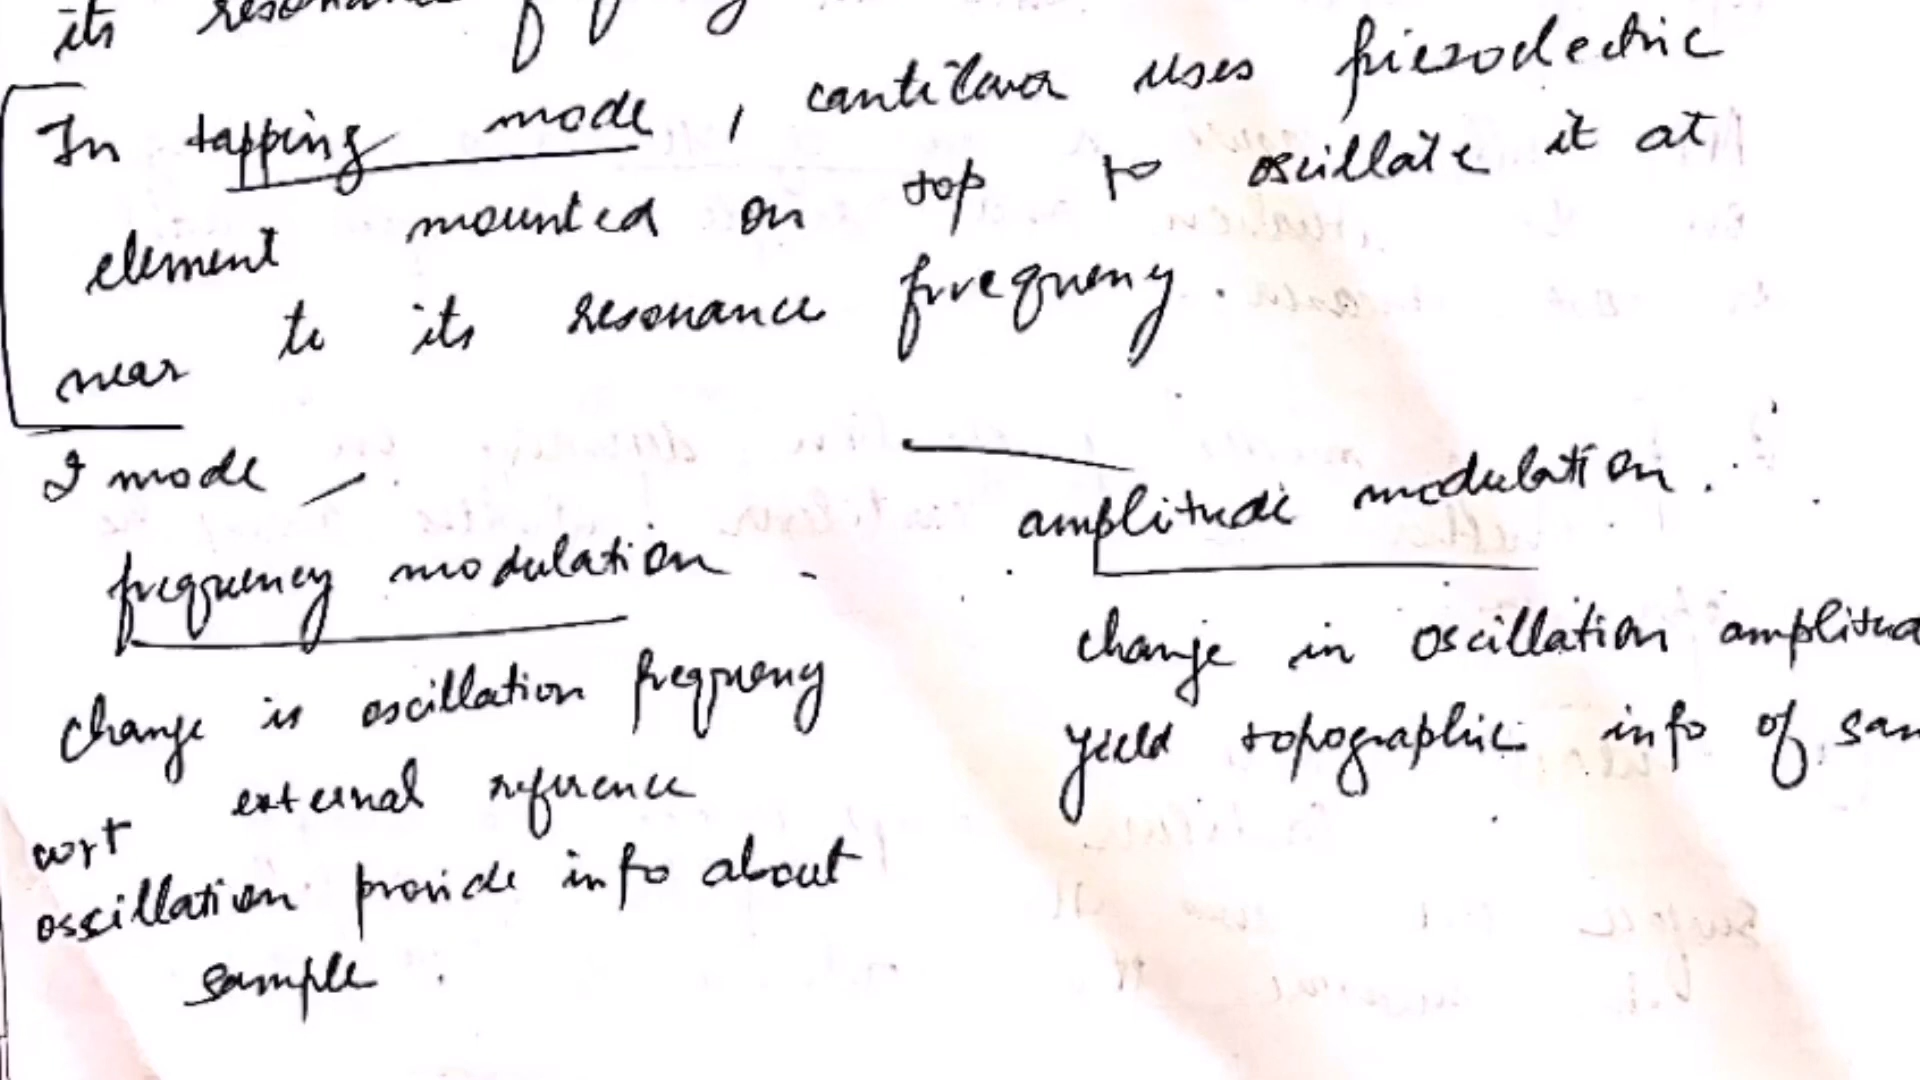 its resonance
In tapping mode, cantilever uses piezoelectric
element mounted on top to oscillate it at
near to its resonance frequency.
2 mode
frequency modulation
change is oscillation frequency
wrt external reference
osscillation provide info about
sample.
amplitude modulation.
change in oscillation amplitud
yield topographic info of sam